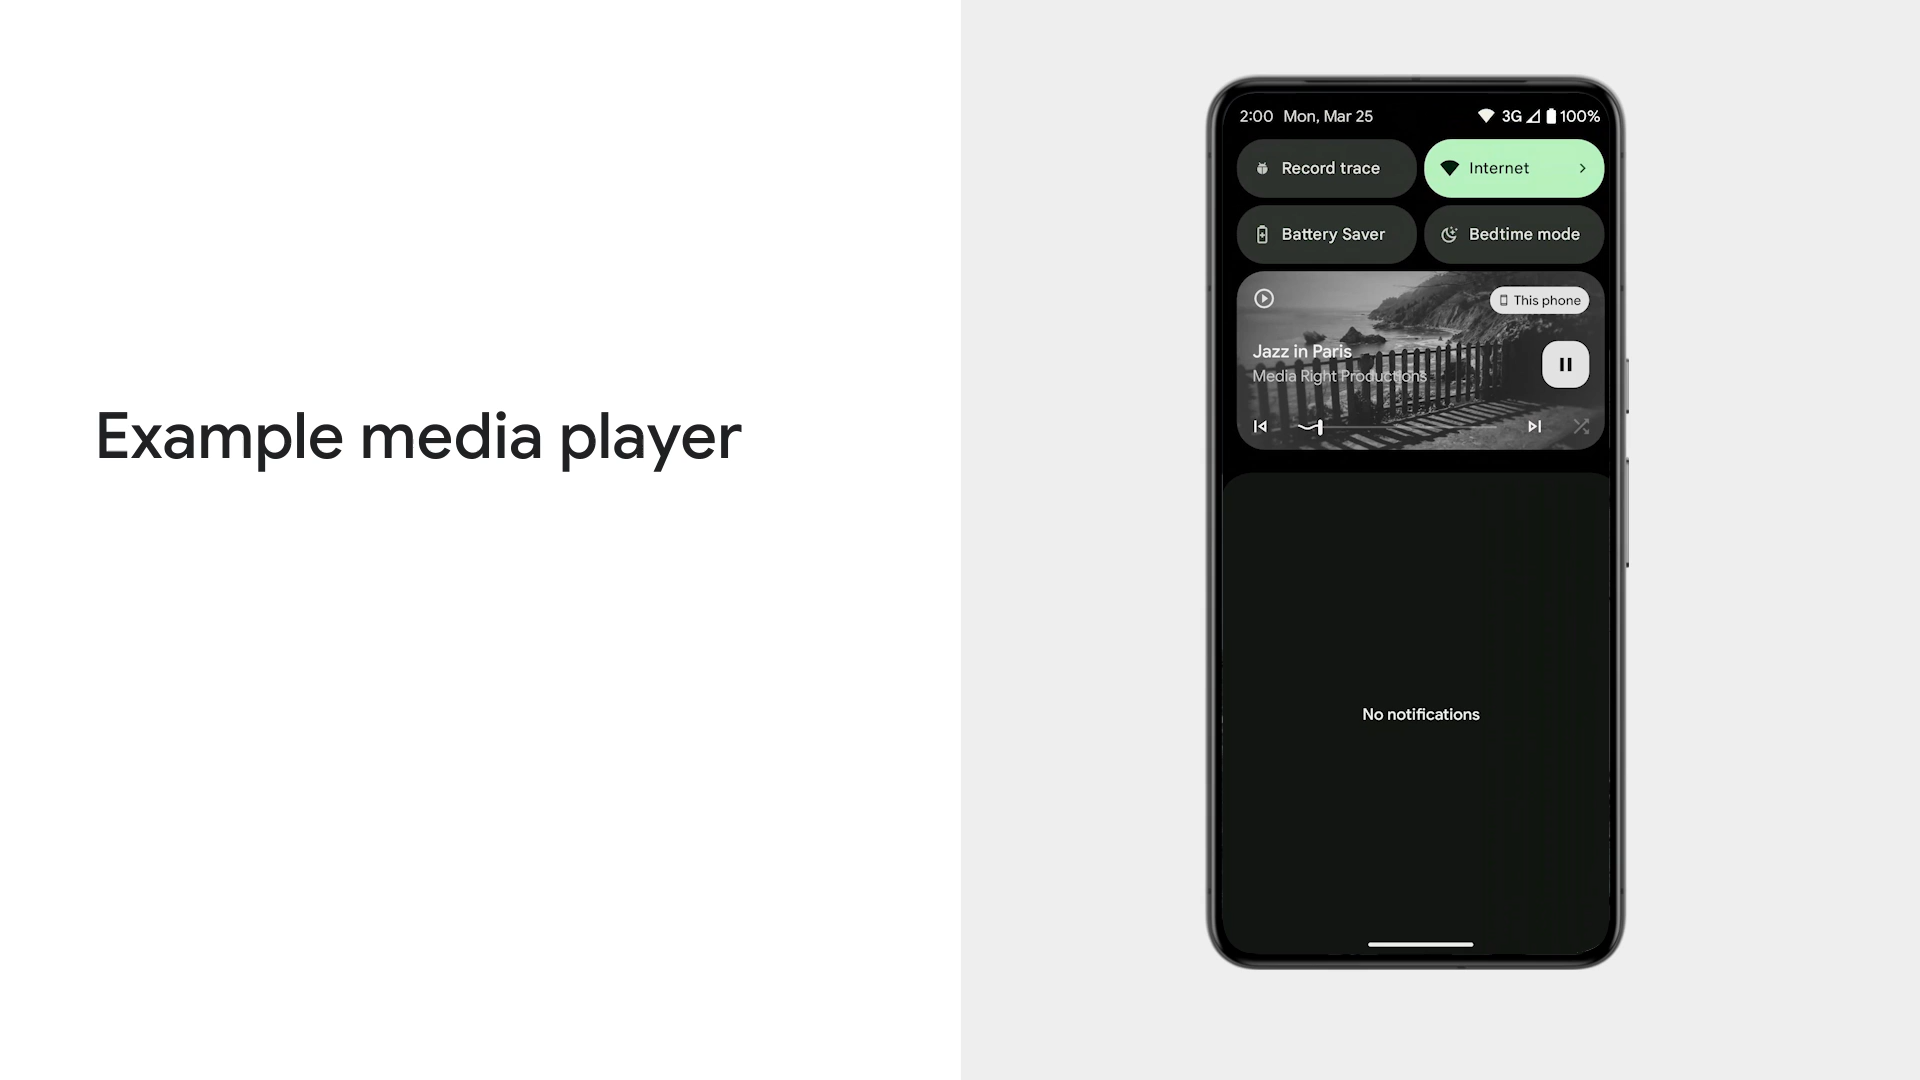 Example media player
2:00 Mon, Mar 25 3G 100%
Record trace Internet
Battery Saver Bedtime mode
This phone
Jazz in Paris
Media Right Productions
No notifications